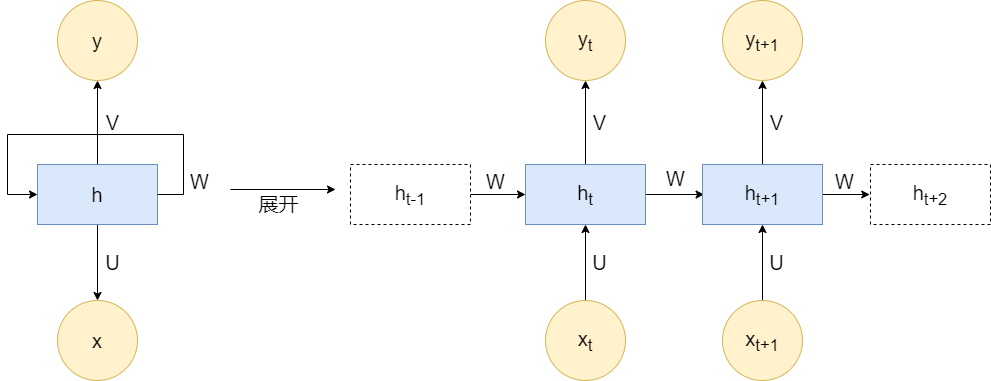 y
V
W
h
U
x
展开
y_t
y_{t+1}
V
V
h_{t-1}
W
h_t
W
h_{t+1}
W
h_{t+2}
U
U
x_t
x_{t+1}